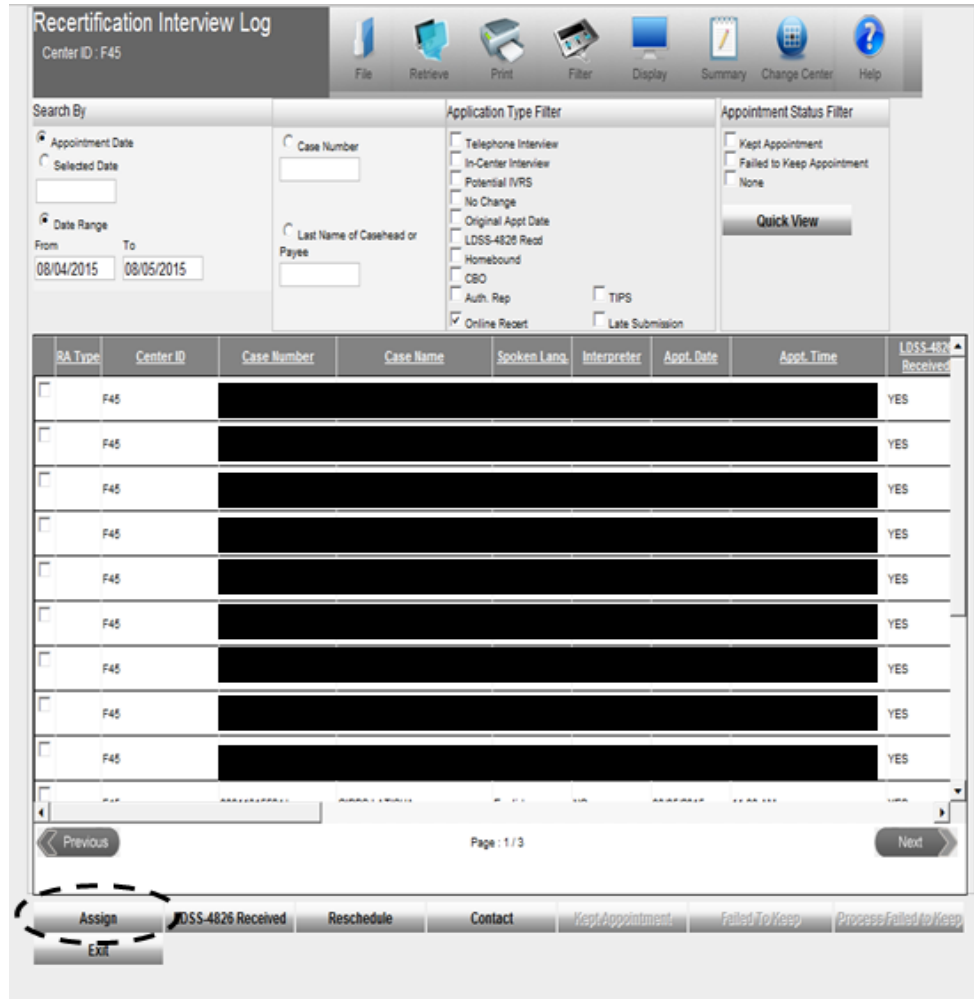 Recertification Interview Log
Center ID : F45
File Retrieve Print Filter Display Summary Change Center Help
Search By
Appointment Date
Selected Date
Date Range
From To
08/04/2015 08/05/2015
Case Number
Last Name of Casehead or
Payee
Application Type Filter
Telephone Interview
In-Center Interview
Potential IVRS
No Change
Original Appt Date
LDSS-4826 Recd
Homebound
CBO
Auth. Rep TIPS
Online Recert Late Submission
Appointment Status Filter
Kept Appointment
Failed to Keep Appointment
None
Quick View
RA Type Center ID Case Number Case Name Spoken Lang. Interpreter Appt. Date Appt. Time LDSS-4826
Received
F45 YES
F45 YES
F45 YES
F45 YES
F45 YES
F45 YES
F45 YES
F45 YES
F45 YES
Previous Page : 1 / 3 Next
Assign LDSS-4826 Received Reschedule Contact Kept Appointment Failed To Keep Process Failed to Keep
Exit